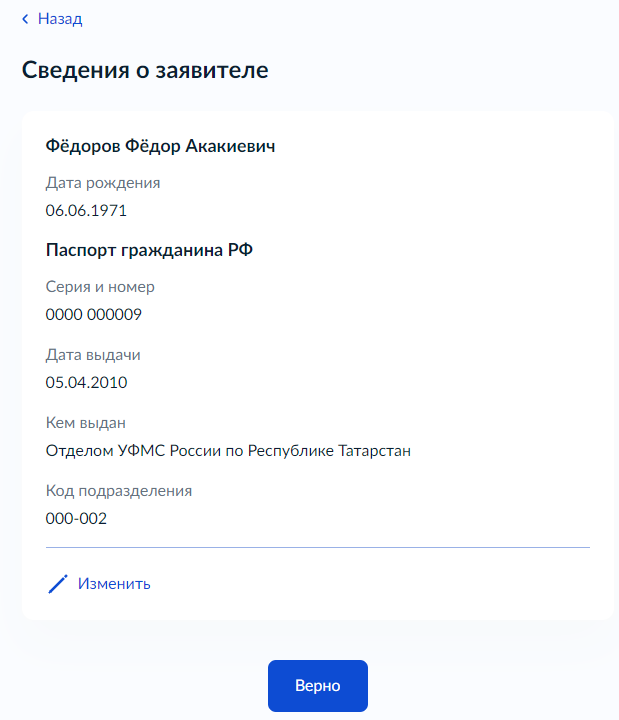 Назад
Сведения о заявителе
Фёдоров Фёдор Акакиевич
Дата рождения
06.06.1971
Паспорт гражданина РФ
Серия и номер
0000 000009
Дата выдачи
05.04.2010
Кем выдан
Отделом УФМС России по Республике Татарстан
Код подразделения
000-002
Изменить
Верно